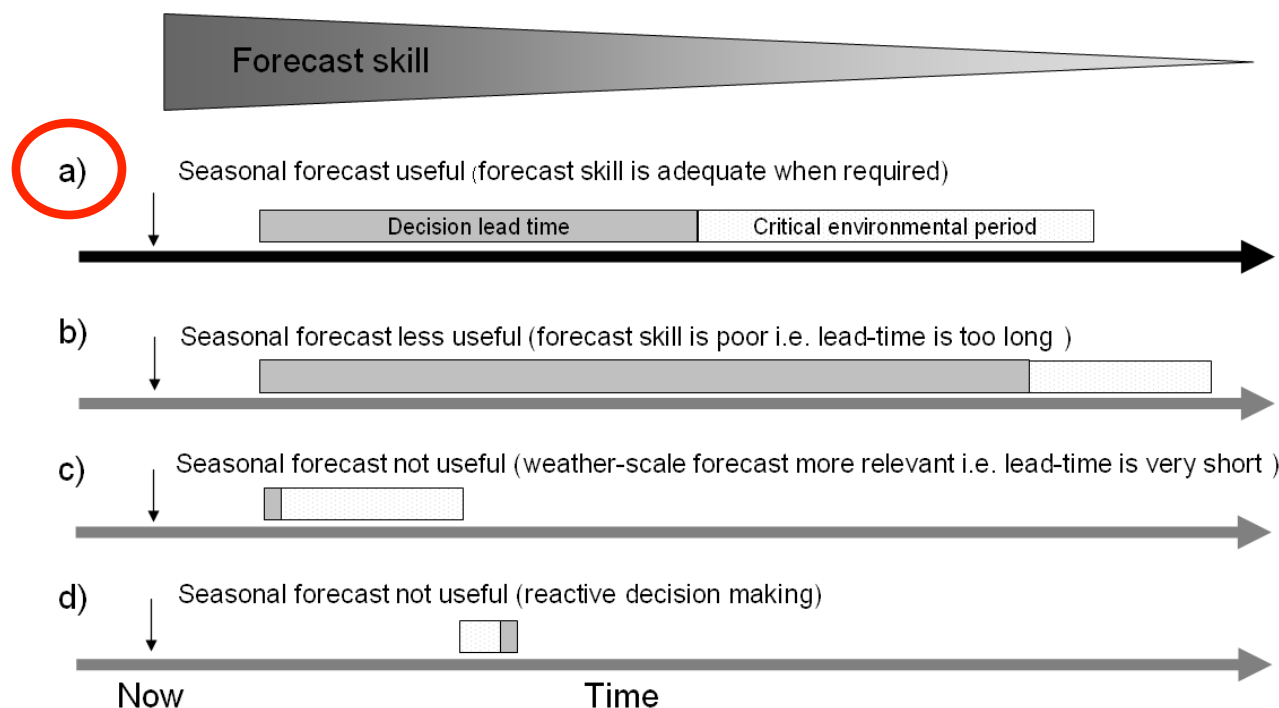 Forecast skill
a)
Seasonal forecast useful (forecast skill is adequate when required)
Decision lead time
Critical environmental period
b)
Seasonal forecast less useful (forecast skill is poor i.e. lead-time is too long )
c)
Seasonal forecast not useful (weather-scale forecast more relevant i.e. lead-time is very short )
d)
Seasonal forecast not useful (reactive decision making)
Now
Time